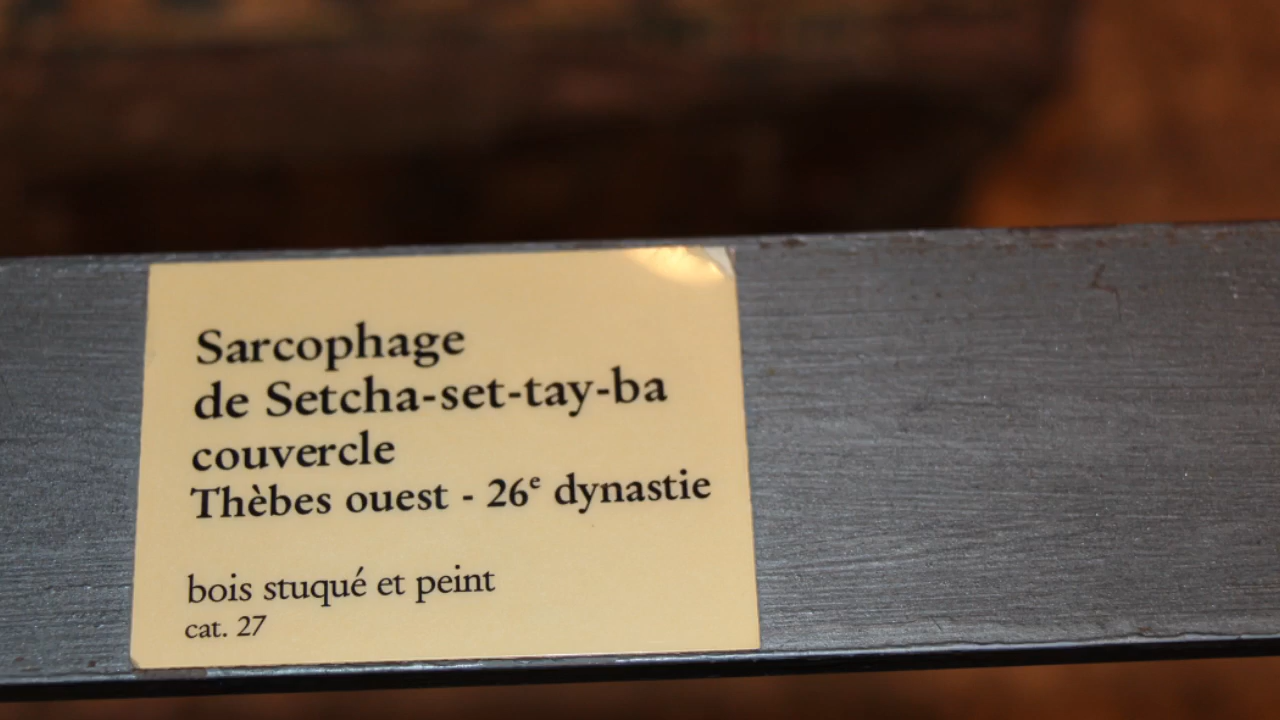 Sarcophage
de Setcha-set-tay-ba
couvercle
Thèbes ouest - 26e dynastie
bois stuqué et peint
cat. 27